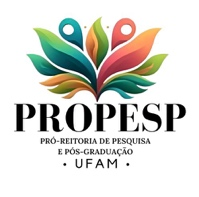 PROPESP
PRÓ-REITORIA DE PESQUISA
E PÓS-GRADUAÇÃO
• UFAM •